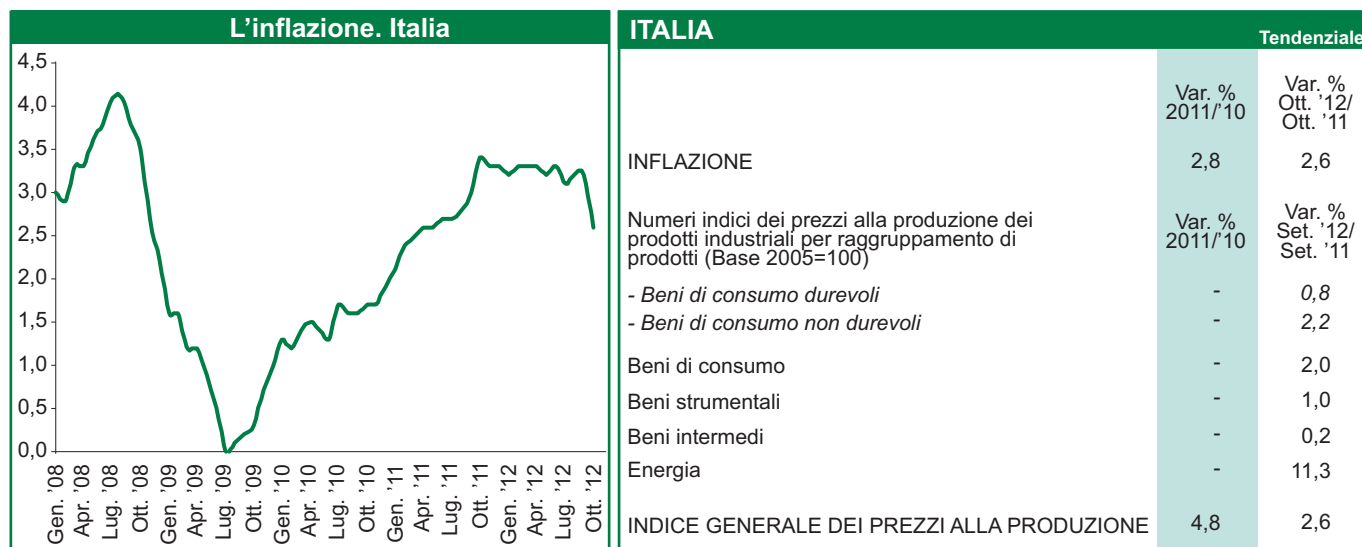 L’inflazione. Italia
4,5
4,0
3,5
3,0
2,5
2,0
1,5
1,0
0,5
0,0
Gen. ’08
Apr. ’08
Lug. ’08
Ott. ’08
Gen. ’09
Apr. ’09
Lug. ’09
Ott. ’09
Gen. ’10
Apr. ’10
Lug. ’10
Ott. ’10
Gen. ’11
Apr. ’11
Lug. ’11
Ott. ’11
Gen. ’12
Apr. ’12
Lug. ’12
Ott. ’12
ITALIA
Tendenziale
Var. %
2011/’10
Var. %
Ott. ’12/
Ott. ’11
INFLAZIONE 2,8 2,6
Numeri indici dei prezzi alla produzione dei
prodotti industriali per raggruppamento di
prodotti (Base 2005=100)
Var. %
2011/’10
Var. %
Set. ’12/
Set. ’11
- Beni di consumo durevoli - 0,8
- Beni di consumo non durevoli - 2,2
Beni di consumo - 2,0
Beni strumentali - 1,0
Beni intermedi - 0,2
Energia - 11,3
INDICE GENERALE DEI PREZZI ALLA PRODUZIONE 4,8 2,6